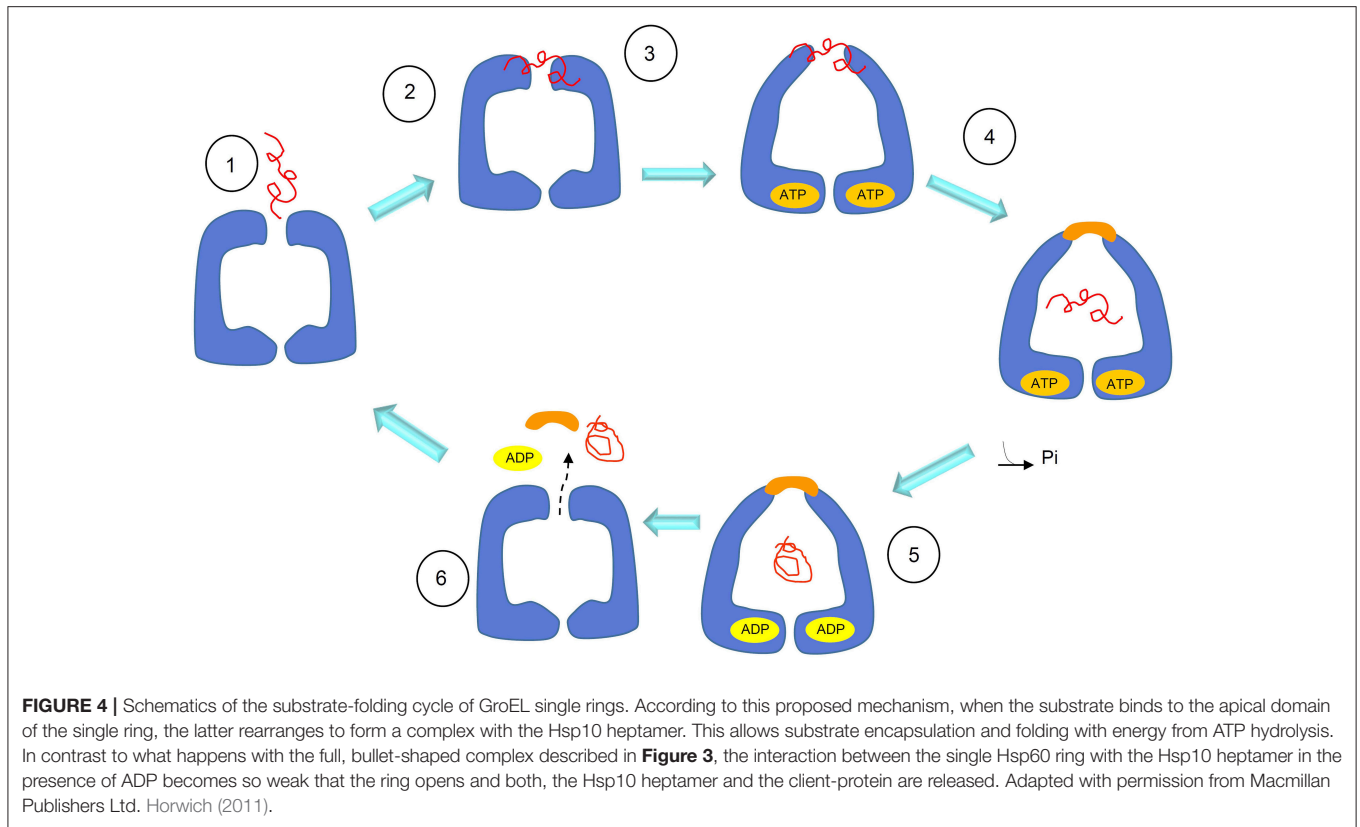 1
2
3
4
ATP
ATP
ATP
ATP
Pi
5
ADP
ADP
6
ADP
FIGURE 4 | Schematics of the substrate-folding cycle of GroEL single rings. According to this proposed mechanism, when the substrate binds to the apical domain
of the single ring, the latter rearranges to form a complex with the Hsp10 heptamer. This allows substrate encapsulation and folding with energy from ATP hydrolysis.
In contrast to what happens with the full, bullet-shaped complex described in Figure 3, the interaction between the single Hsp60 ring with the Hsp10 heptamer in the
presence of ADP becomes so weak that the ring opens and both, the Hsp10 heptamer and the client-protein are released. Adapted with permission from Macmillan
Publishers Ltd. Horwich (2011).